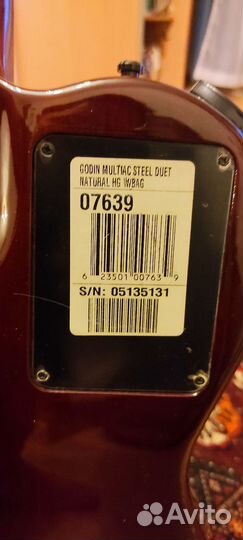 GODIN MULTIAC STEEL DUET
NATURAL HG W/BAG
07639
6 23501 00763 9
S/N: 05135131
Avito